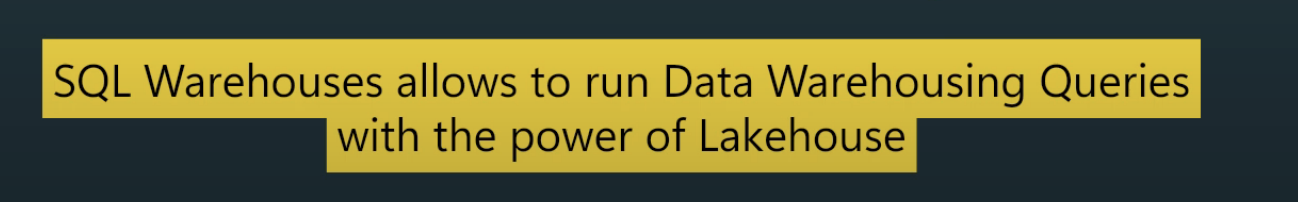 SQL Warehouses allows to run Data Warehousing Queries
with the power of Lakehouse